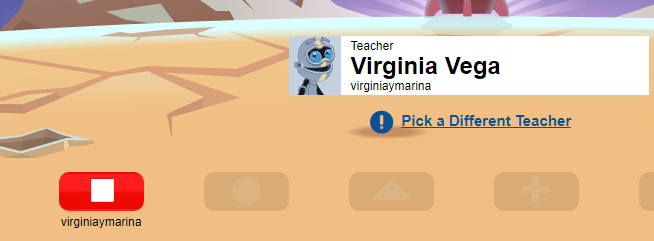 Teacher
Virginia Vega
virginiaymarina
Pick a Different Teacher
virginiaymarina